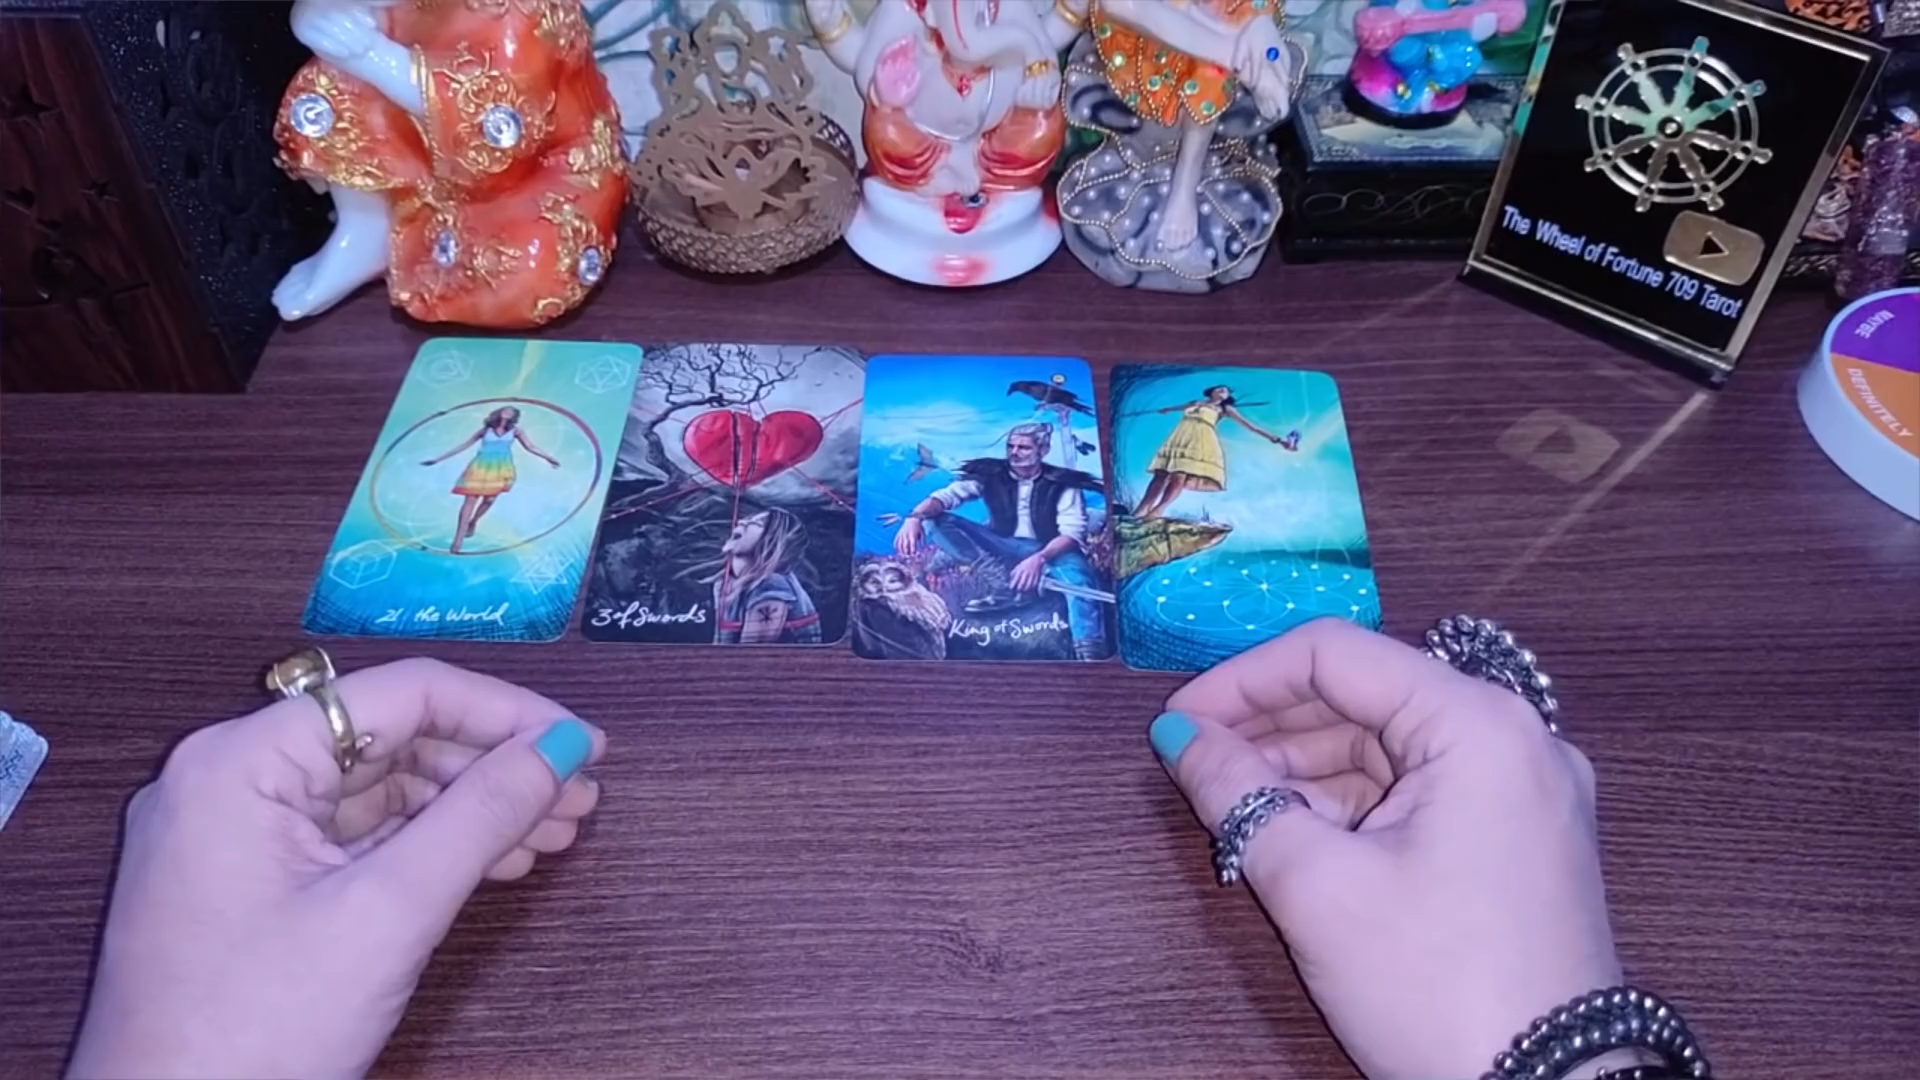 The Wheel of Fortune 709 Tarot
MAYBE
DEFINITELY
21 the World
3 of Swords
King of Swords